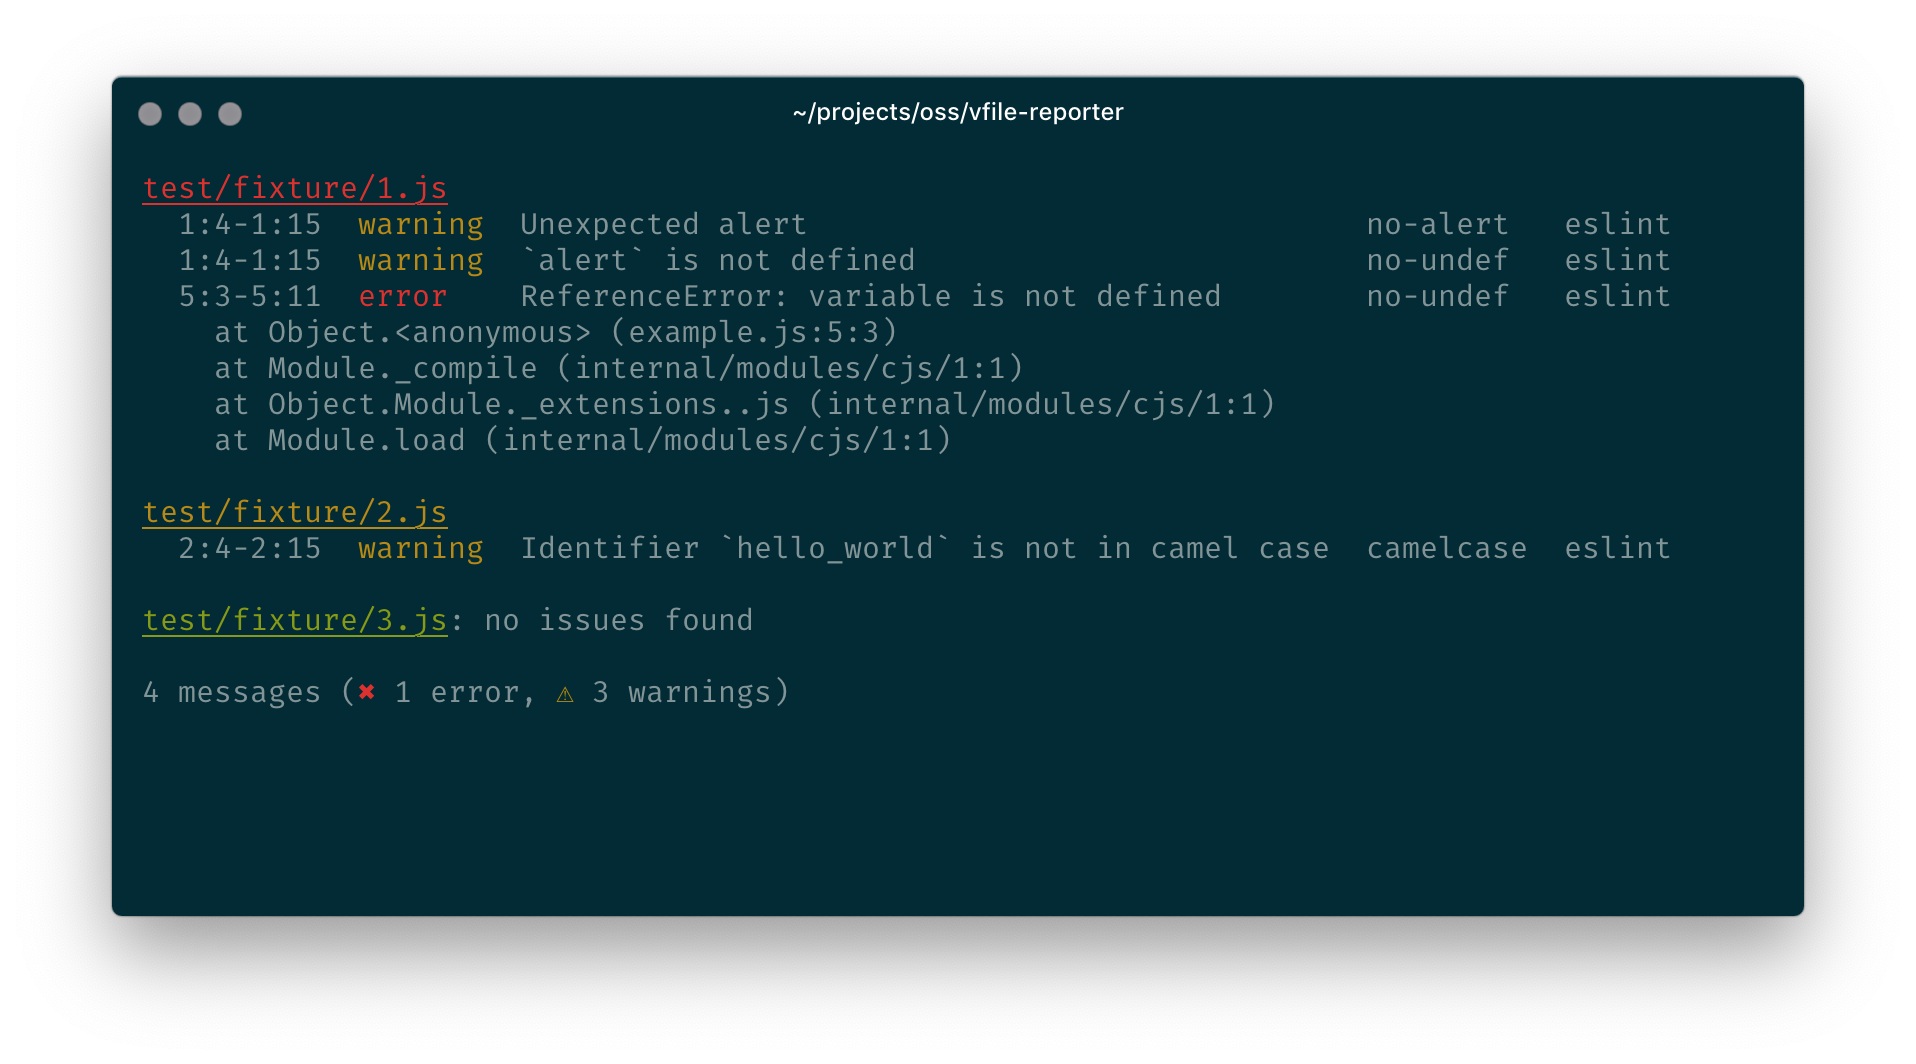 ~/projects/oss/vfile-reporter
test/fixture/1.js
1:4-1:15  warning  Unexpected alert  no-alert  eslint
1:4-1:15  warning  `alert` is not defined  no-undef  eslint
5:3-5:11  error  ReferenceError: variable is not defined  no-undef  eslint
at Object.<anonymous> (example.js:5:3)
at Module._compile (internal/modules/cjs/1:1)
at Object.Module._extensions..js (internal/modules/cjs/1:1)
at Module.load (internal/modules/cjs/1:1)
test/fixture/2.js
2:4-2:15  warning  Identifier `hello_world` is not in camel case  camelcase  eslint
test/fixture/3.js: no issues found
4 messages (✖ 1 error, ⚠ 3 warnings)